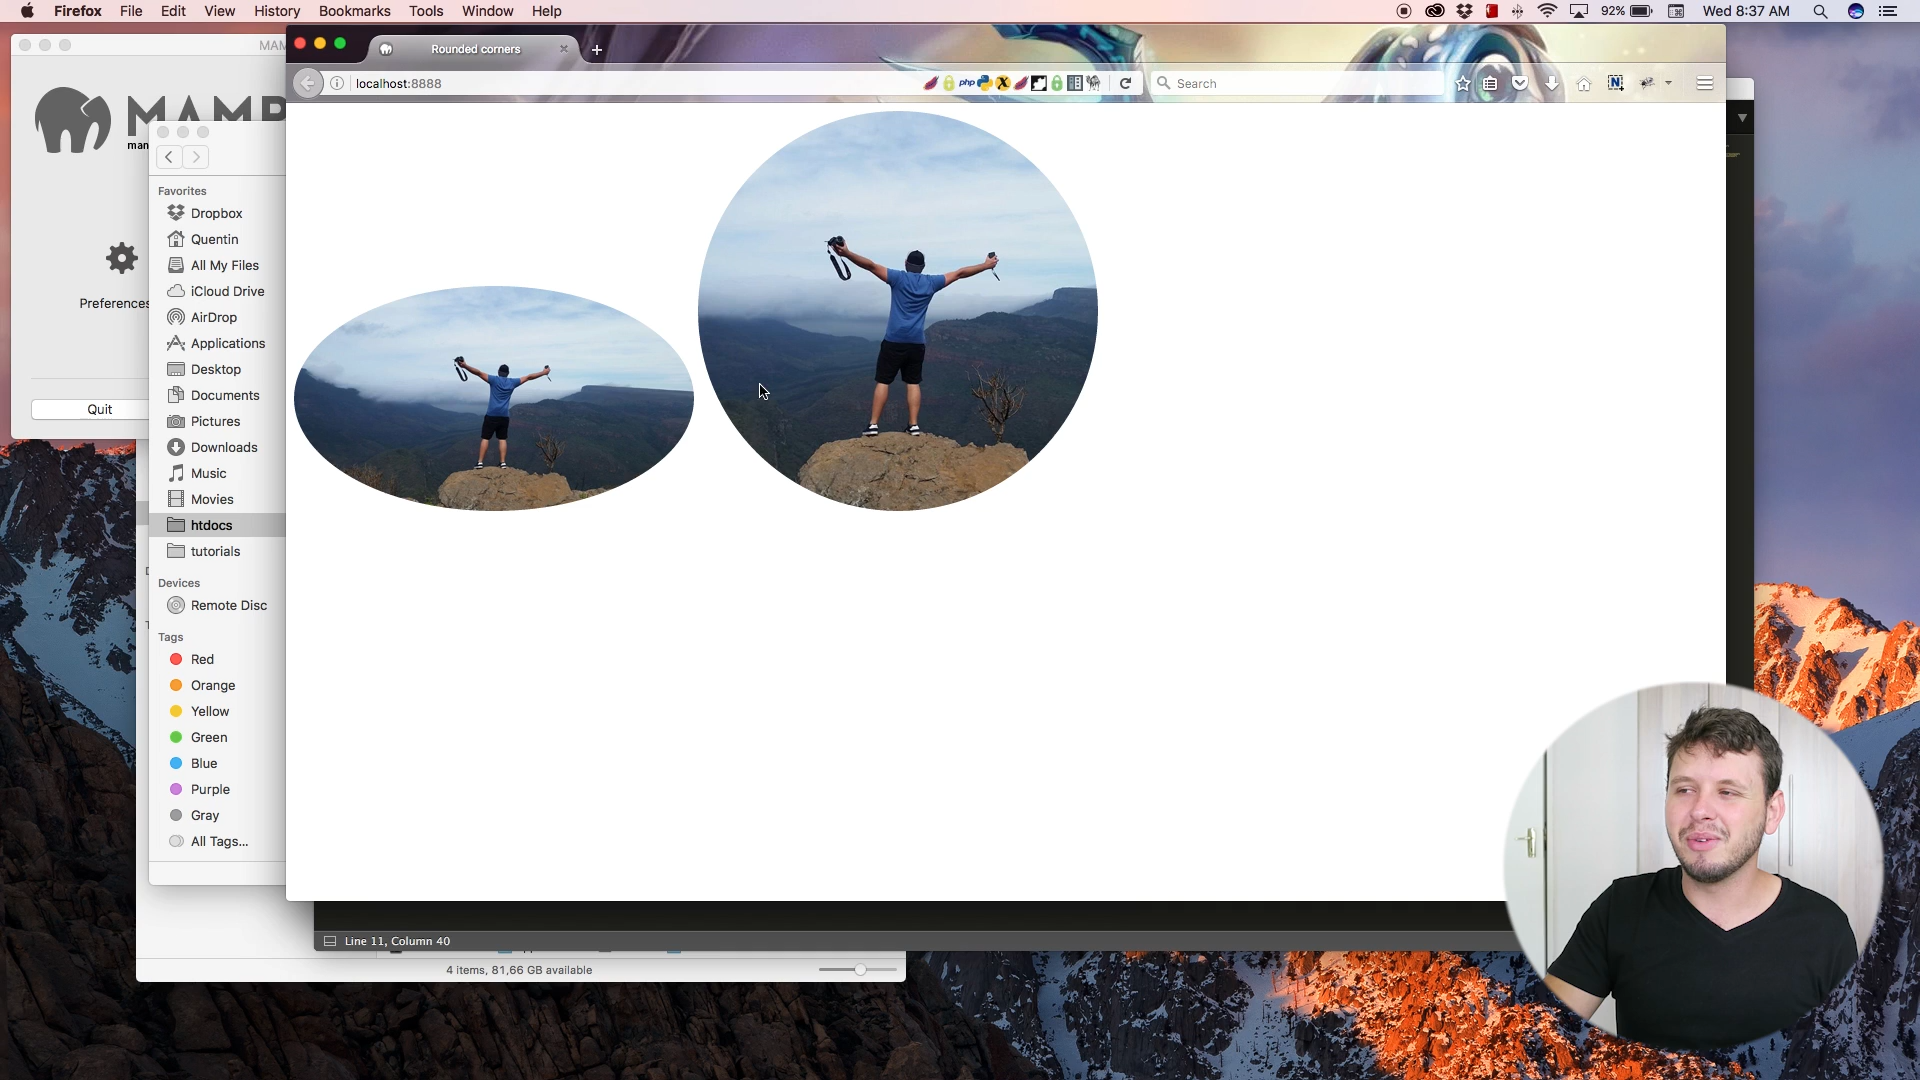 Firefox File Edit View History Bookmarks Tools Window Help
92% Wed 8:37 AM
Rounded corners
localhost:8888
php
Search
MAMP
Preferences
Quit
Favorites
Dropbox
Quentin
All My Files
iCloud Drive
AirDrop
Applications
Desktop
Documents
Pictures
Downloads
Music
Movies
htdocs
tutorials
Devices
Remote Disc
Tags
Red
Orange
Yellow
Green
Blue
Purple
Gray
All Tags...
Line 11, Column 40
4 items, 81,66 GB available